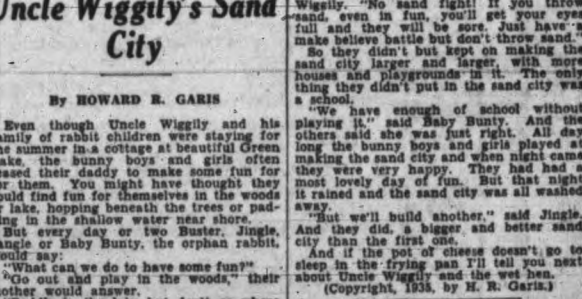 Uncle Wiggily's Sand
City
By HOWARD R. GARIS
Even though Uncle Wiggily and his
family of rabbit children were staying for
the summer in a cottage at beautiful Green
Lake, the bunny boys and girls often
teased their daddy to make some fun for
for them. You might have thought they
could find fun for themselves in the woods
or lake, hopping beneath the trees or pad-
ing in the shallow water near shore.
But every day or two Buster, Jingle,
Jangle or Baby Bunty, the orphan rabbit,
would say:
"What can we do to have some fun?"
"Go out and play in the woods," their
mother would answer.
Wiggily. "No sand fight! If you throw
sand, even in fun, you'll get your eyes
full and they will be sore. Just have a
make believe battle but don't throw sand."
So they didn't but kept on making the
sand city larger and larger, with more
houses and playgrounds in it. The only
thing they didn't put in the sand city was
a school.
"We have enough of school without
playing it," said Baby Bunty. And the
others said she was just right. All day
long the bunny boys and girls played at
making the sand city and when night came
they were very happy. They had had a
most lovely day of fun. But that night
it rained and the sand city was all washed
away.
"But we'll build another," said Jingle.
And they did, a bigger and better sand
city than the first one.
And if the pot of cheese doesn't go to
sleep in the frying pan I'll tell you next
about Uncle Wiggily and the wet hen.
(Copyright, 1935, by H. R. Garis.)